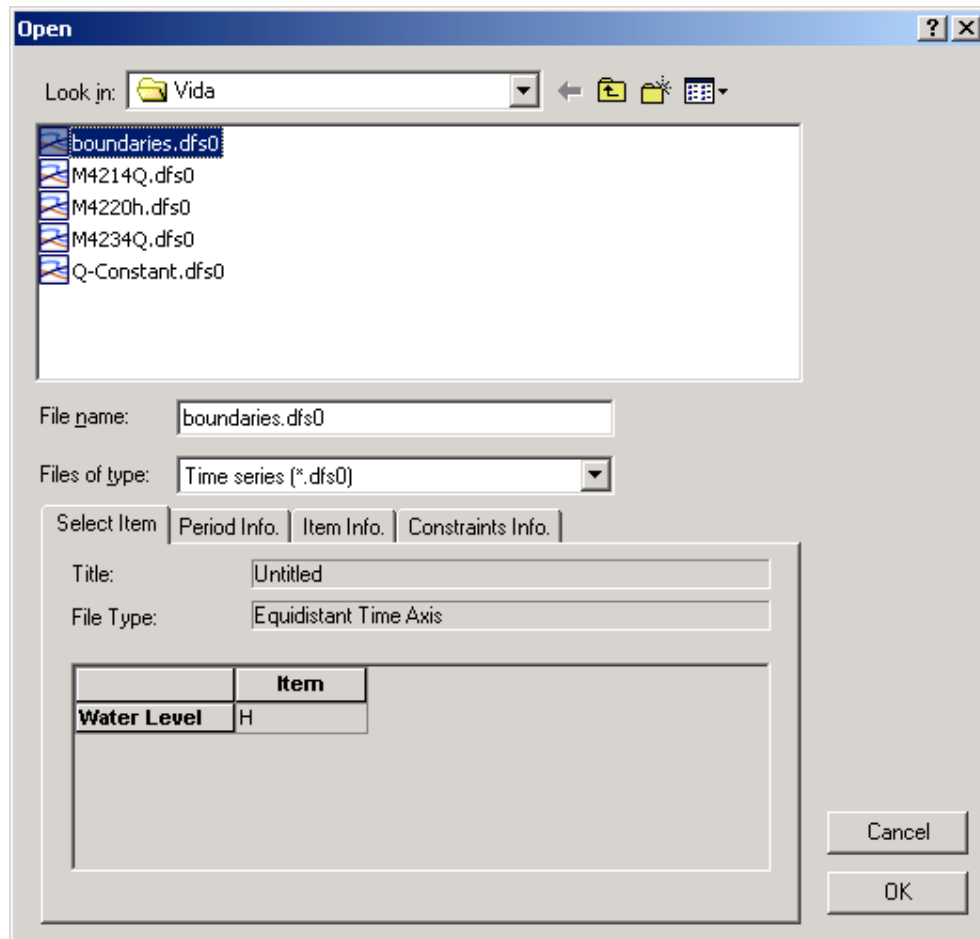 Open
Look in: Vida
boundaries.dfs0
M4214Q.dfs0
M4220h.dfs0
M4234Q.dfs0
Q-Constant.dfs0
File name: boundaries.dfs0
Files of type: Time series (*.dfs0)
Select Item Period Info. Item Info. Constraints Info.
Title: Untitled
File Type: Equidistant Time Axis
Item
Water Level H
Cancel
OK